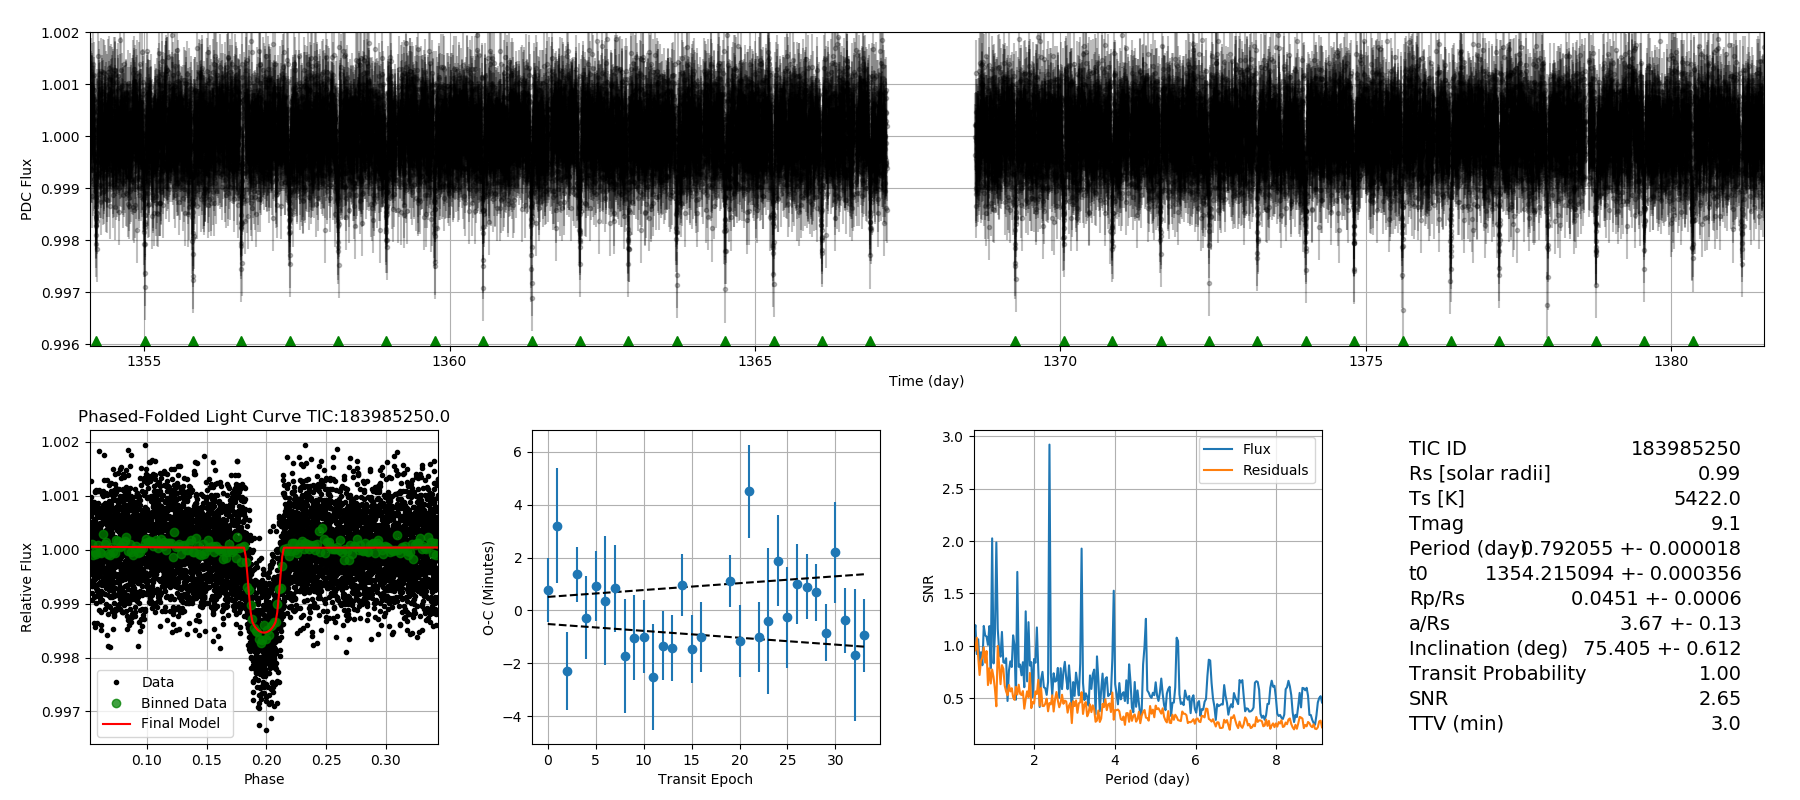 1.002
1.001
1.000
0.999
0.998
0.997
0.996
PDC Flux
1355
1360
1365
1370
1375
1380
Time (day)
Phased-Folded Light Curve TIC:183985250.0
1.002
1.001
1.000
0.999
0.998
0.997
Relative Flux
Data
Binned Data
Final Model
0.10
0.15
0.20
0.25
0.30
Phase
6
4
2
0
−2
−4
O-C (Minutes)
0
5
10
15
20
25
30
Transit Epoch
3.0
2.5
2.0
1.5
1.0
0.5
SNR
Flux
Residuals
2
4
6
8
Period (day)
TIC ID 183985250
Rs [solar radii] 0.99
Ts [K] 5422.0
Tmag 9.1
Period (day) 0.792055 +- 0.000018
t0 1354.215094 +- 0.000356
Rp/Rs 0.0451 +- 0.0006
a/Rs 3.67 +- 0.13
Inclination (deg) 75.405 +- 0.612
Transit Probability 1.00
SNR 2.65
TTV (min) 3.0